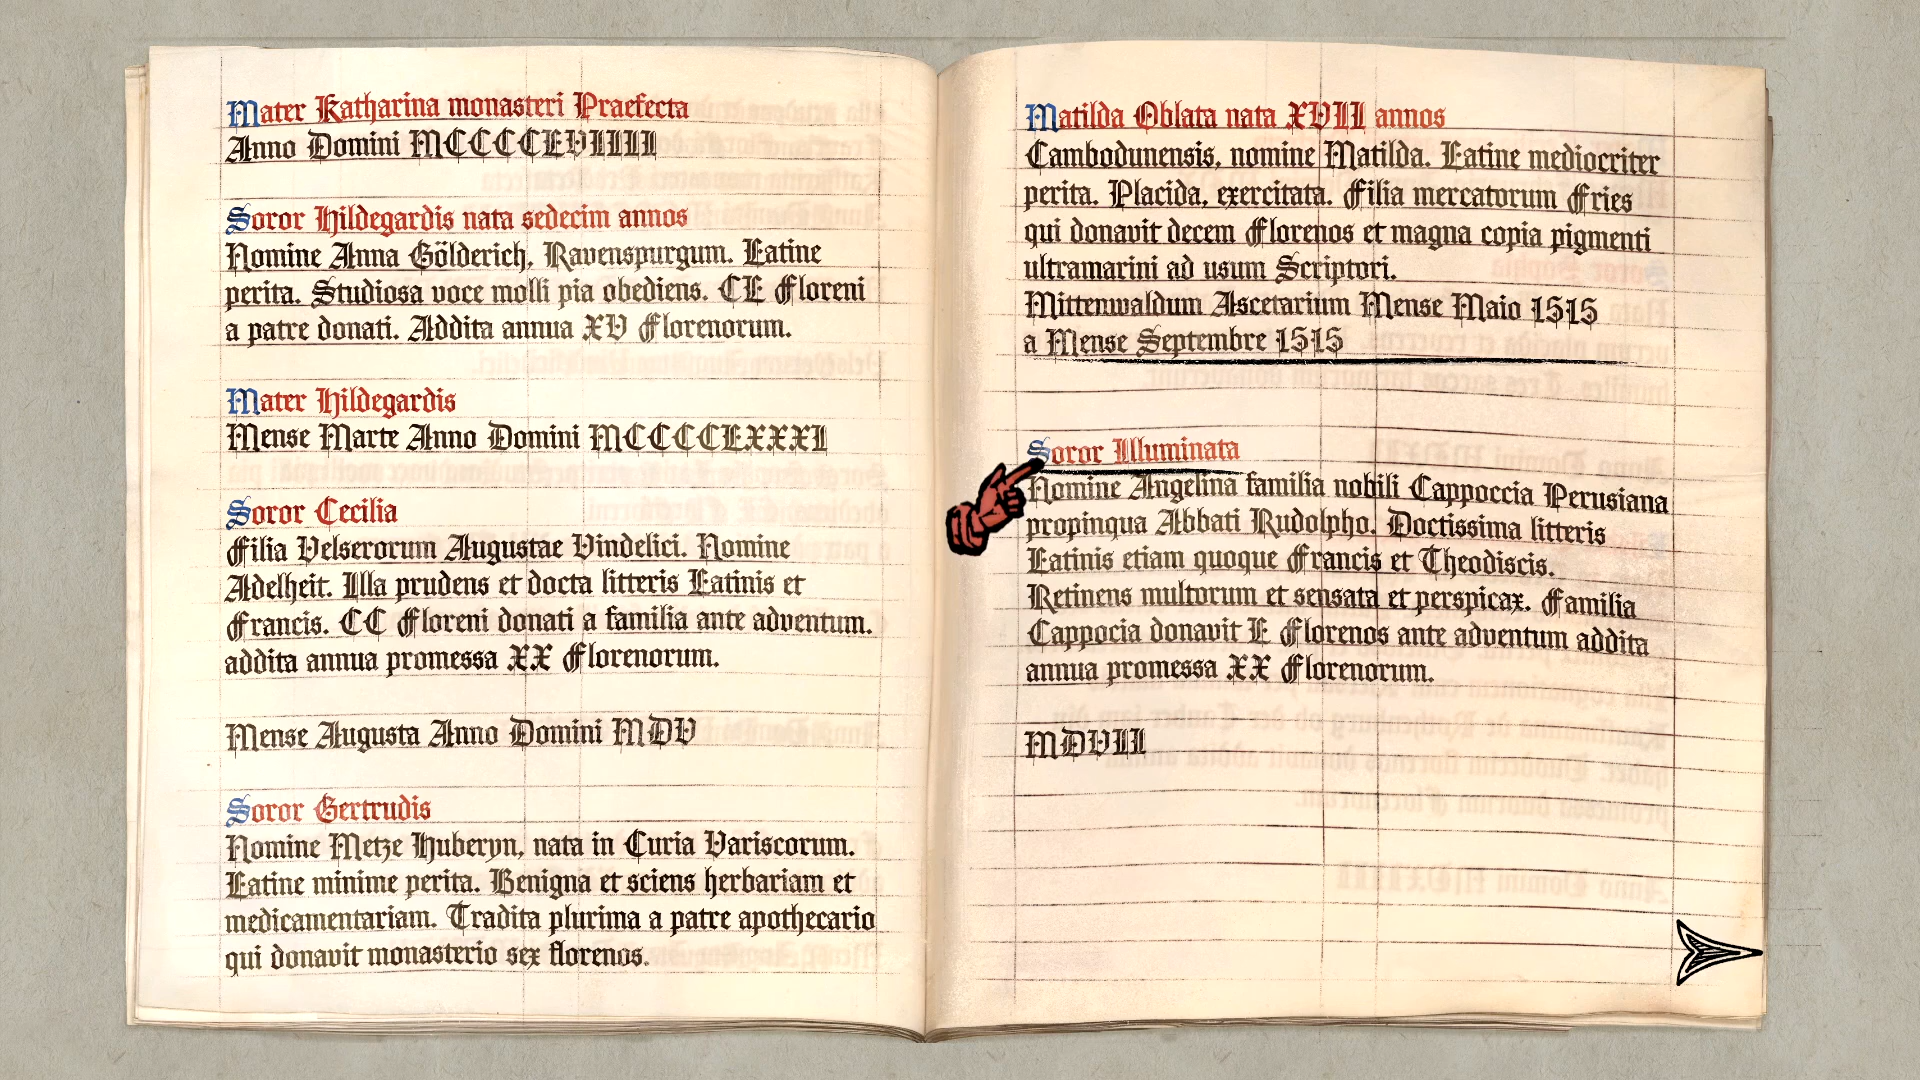 Mater Katharina monasteri Praefecta
Anno Domini MCCCCLVIIII
Soror Hildegardis nata sedecim annos
Nomine Anna Gölderich, Ravenspurgum. Latine
perita. Studiosa voce molli pia obediens. CL Floreni
a patre donati. Addita annua XV Florenorum.
Mater Hildegardis
Mense Marte Anno Domini MCCCCLXXXI
Soror Cecilia
Filia Velserorum Augustae Vindelici. Nomine
Adelheit. Illa prudens et docta litteris Latinis et
Francis. CC Floreni donati a familia ante adventum.
addita annua promessa XX Florenorum.
Mense Augusta Anno Domini MDV
Soror Gertrudis
Nomine Metze Huberyn, nata in Curia Variscorum.
Latine minime perita. Benigna et sciens herbariam et
medicamentariam. Tradita plurima a patre apothecario
qui donavit monasterio sex florenos.
Matilda Oblata nata XVII annos
Cambodunensis, nomine Matilda. Latine mediocriter
perita. Placida, exercitata. Filia mercatorum Fries
qui donavit decem Florenos et magna copia pigmenti
ultramarini ad usum Scriptori.
Mittenwaldum Ascetarium Mense Maio 1515
a Mense Septembre 1515
Soror Illuminata
Nomine Angelina familia nobili Cappoccia Perusiana
propinqua Abbati Rudolpho. Doctissima litteris
Latinis etiam quoque Francis et Theodiscis.
Retinens multorum et sensata et perspicax. Familia
Cappocia donavit L Florenos ante adventum addita
annua promessa XX Florenorum.
MDVII